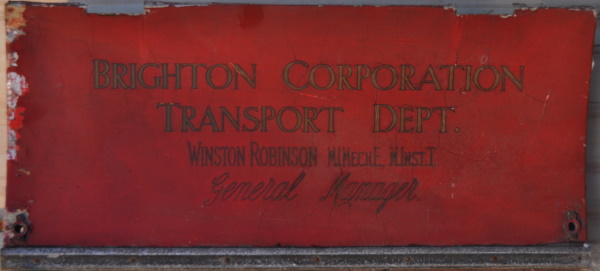 BRIGHTON CORPORATION
TRANSPORT DEPT.
WINSTON ROBINSON M.I.MECH.E., M.INST.T.
General Manager.